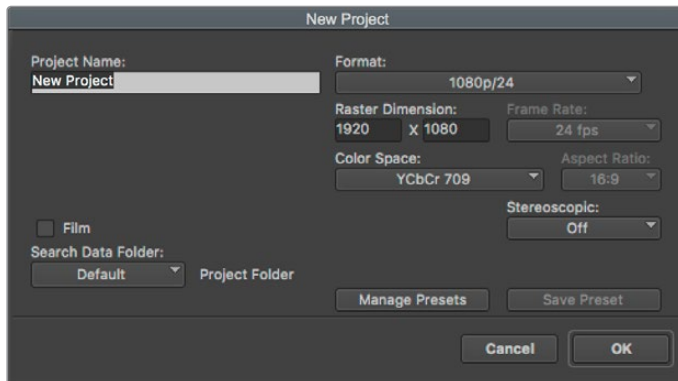 New Project
Project Name:
New Project
Format:
1080p/24
Raster Dimension:
Frame Rate:
1920 X 1080
24 fps
Color Space:
Aspect Ratio:
YCbCr 709
16:9
Stereoscopic:
Off
Film
Search Data Folder:
Default
Project Folder
Manage Presets
Save Preset
Cancel
OK